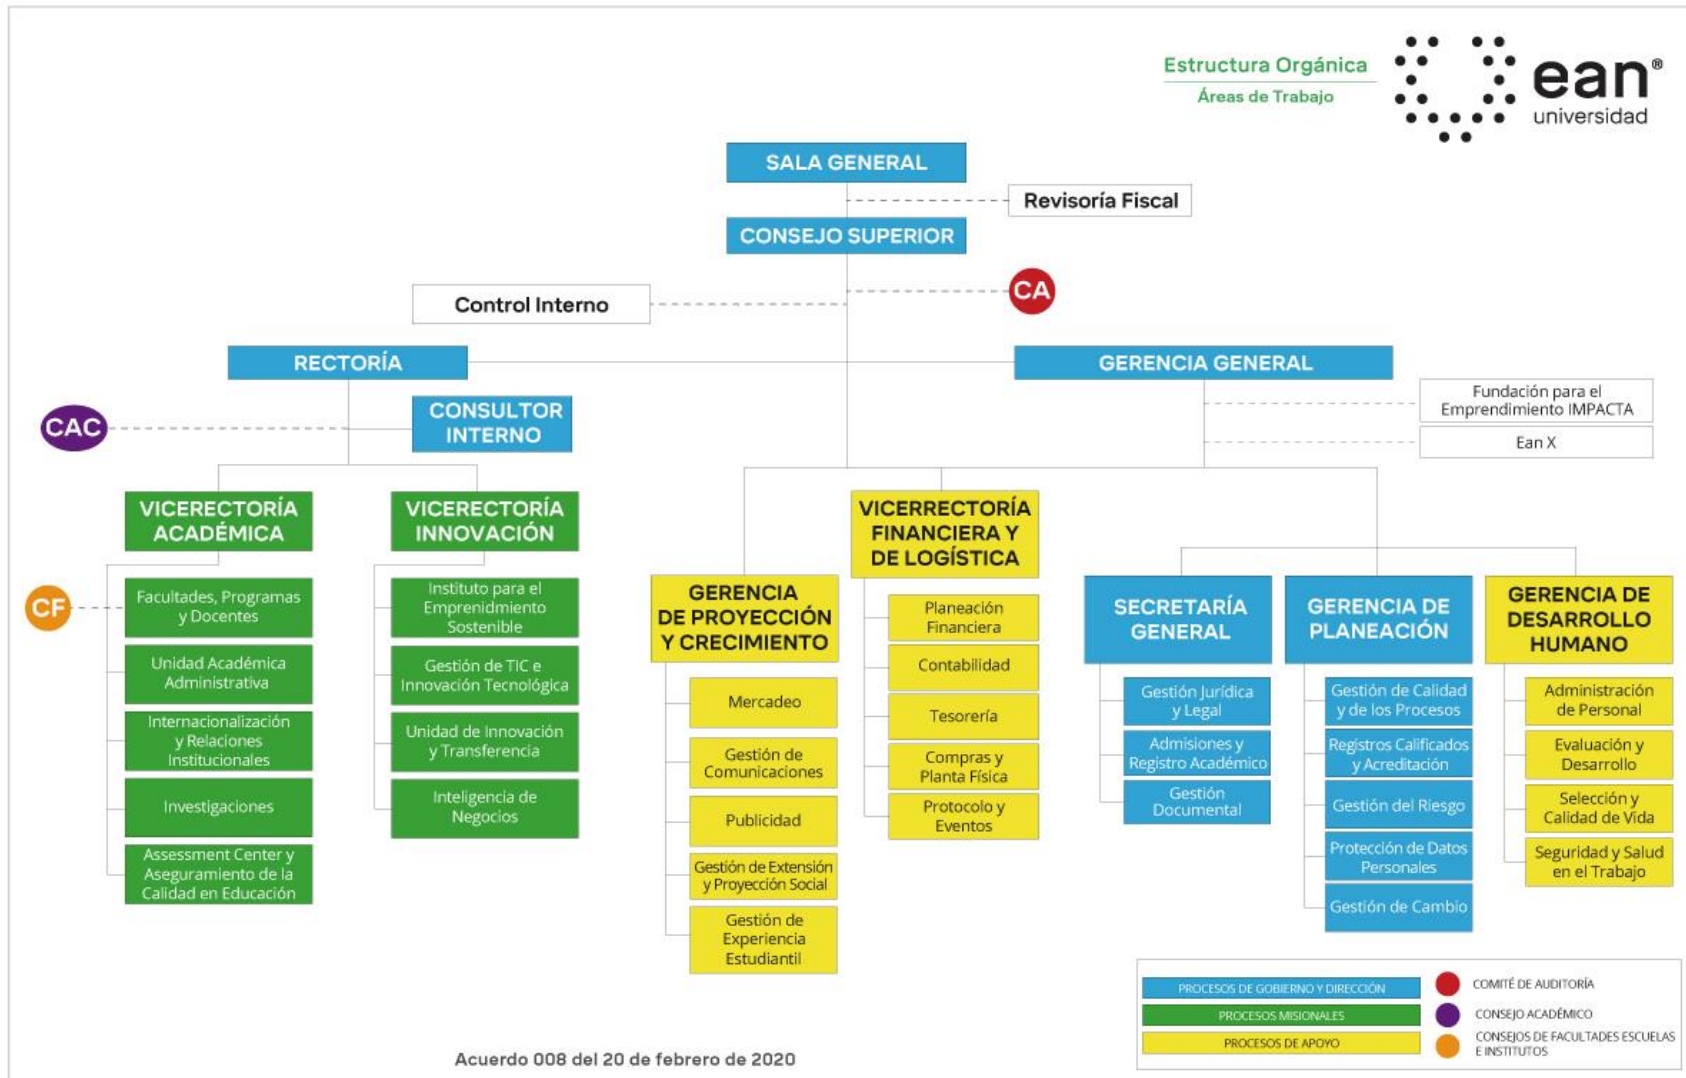 Estructura Orgánica
Áreas de Trabajo
ean®
universidad
SALA GENERAL
Revisoría Fiscal
CONSEJO SUPERIOR
CA
Control Interno
RECTORÍA
GERENCIA GENERAL
Fundación para el
Emprendimiento IMPACTA
Ean X
CAC
CONSULTOR
INTERNO
VICERECTORÍA
ACADÉMICA
CF
Facultades, Programas
y Docentes
Unidad Académica
Administrativa
Internacionalización
y Relaciones
Institucionales
Investigaciones
Assessment Center y
Aseguramiento de la
Calidad en Educación
VICERECTORÍA
INNOVACIÓN
Instituto para el
Emprenidmiento
Sostenible
Gestión de TIC e
Innovación Tecnológica
Unidad de Innovación
y Transferencia
Inteligencia de
Negocios
GERENCIA
DE PROYECCIÓN
Y CRECIMIENTO
Mercadeo
Gestión de
Comunicaciones
Publicidad
Gestión de Extensión
y Proyección Social
Gestión de
Experiencia
Estudiantil
VICERRECTORÍA
FINANCIERA Y
DE LOGÍSTICA
Planeación
Financiera
Contabilidad
Tesorería
Compras y
Planta Física
Protocolo y
Eventos
SECRETARÍA
GENERAL
Gestión Jurídica
y Legal
Admisiones y
Registro Académico
Gestión
Documental
GERENCIA DE
PLANEACIÓN
Gestión de Calidad
y de los Procesos
Registros Calificados
y Acreditación
Gestión del Riesgo
Protección de Datos
Personales
Gestión de Cambio
GERENCIA DE
DESARROLLO
HUMANO
Administración
de Personal
Evaluación y
Desarrollo
Selección y
Calidad de Vida
Seguridad y Salud
en el Trabajo
PROCESOS DE GOBIERNO Y DIRECCIÓN
PROCESOS MISIONALES
PROCESOS DE APOYO
COMITÉ DE AUDITORÍA
CONSEJO ACADÉMICO
CONSEJOS DE FACULTADES ESCUELAS
E INSTITUTOS
Acuerdo 008 del 20 de febrero de 2020